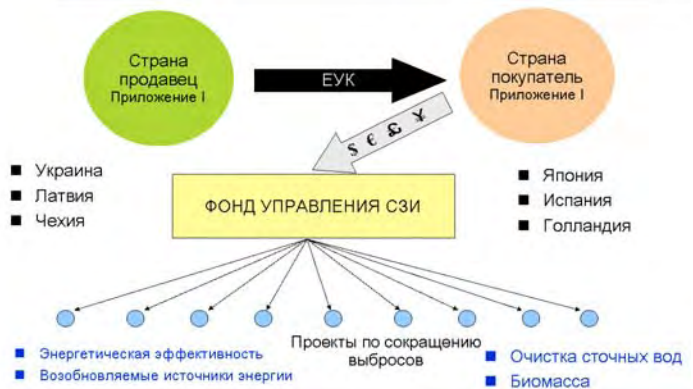 Страна
продавец
Приложение I
ЕУК
Страна
покупатель
Приложение I
$ € £ ¥
■ Украина
■ Латвия
■ Чехия
ФОНД УПРАВЛЕНИЯ СЗИ
■ Япония
■ Испания
■ Голландия
Проекты по сокращению
выбросов
■ Энергетическая эффективность
■ Возобновляемые источники энергии
■ Очистка сточных вод
■ Биомасса